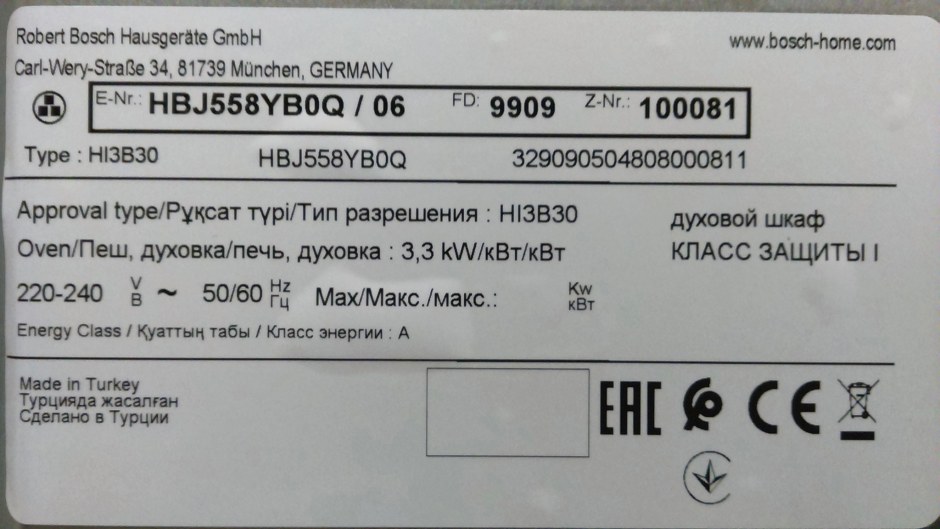 Robert Bosch Hausgeräte GmbH
www.bosch-home.com
Carl-Wery-Straße 34, 81739 München, GERMANY
E-Nr.: HBJ558YB0Q / 06 FD: 9909 Z-Nr.: 100081
Type : HI3B30 HBJ558YB0Q 329090504808000811
Approval type/Рұқсат түрі/Тип разрешения : HI3B30
духовой шкаф
Oven/Пеш, духовка/печь, духовка : 3,3 kW/кВт/кВт
КЛАСС ЗАЩИТЫ I
220-240 V В ~ 50/60 Hz Гц Max/Макс./макс.: Kw кВт
Energy Class / Қуаттың табы / Класс энергии : A
Made in Turkey
Турцияда жасалған
Сделано в Турции
EAC CE